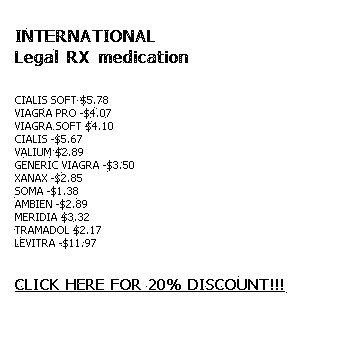 INTERNATIONAL
Legal RX medication
CIALIS SOFT-$5.78
VIAGRA PRO -$4.07
VIAGRA SOFT $4.10
CIALIS -$5.67
VALIUM $2.89
GENERIC VIAGRA -$3.50
XANAX -$2.85
SOMA -$1.38
AMBIEN -$2.89
MERIDIA $3.32
TRAMADOL $2.17
LEVITRA -$11.97
CLICK HERE FOR 20% DISCOUNT!!!